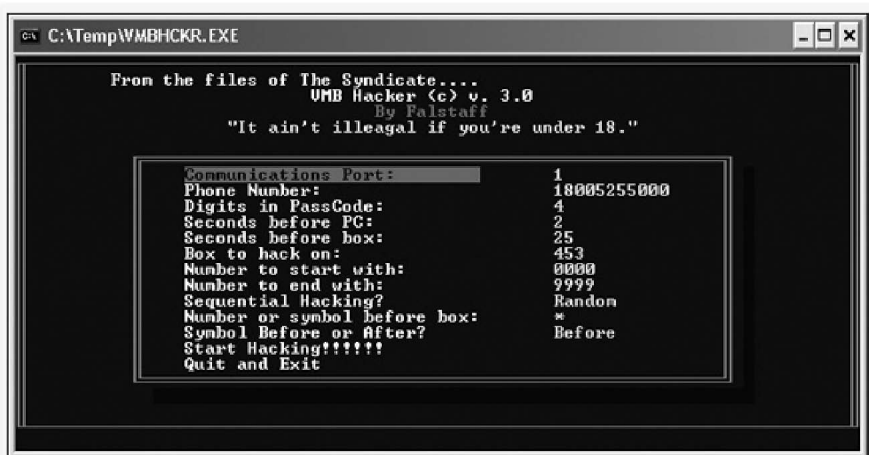 C:\Temp\VMBHCKR.EXE
From the files of The Syndicate....
VMB Hacker (c) v. 3.0
By Falstaff
"It ain't illeagal if you're under 18."
Communications Port: 1
Phone Number: 18005255000
Digits in PassCode: 4
Seconds before PC: 2
Seconds before box: 25
Box to hack on: 453
Number to start with: 0000
Number to end with: 9999
Sequential Hacking? Random
Number or symbol before box: *
Symbol Before or After? Before
Start Hacking!!!!!!
Quit and Exit